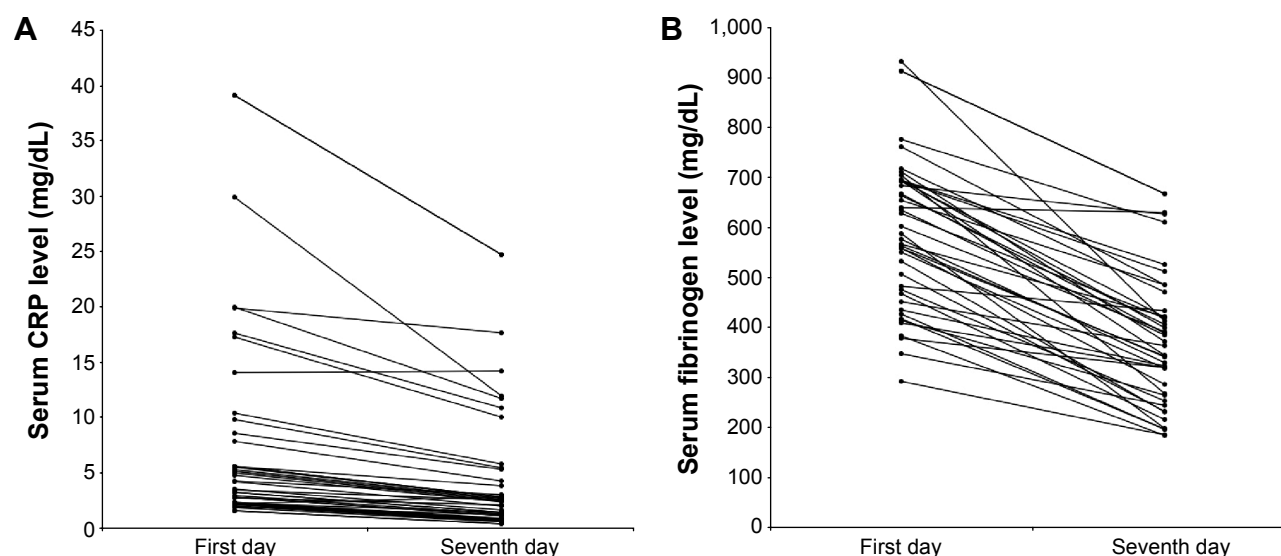 A
Serum CRP level (mg/dL)
45
40
35
30
25
20
15
10
5
0
First day
Seventh day
B
Serum fibrinogen level (mg/dL)
1,000
900
800
700
600
500
400
300
200
100
0
First day
Seventh day